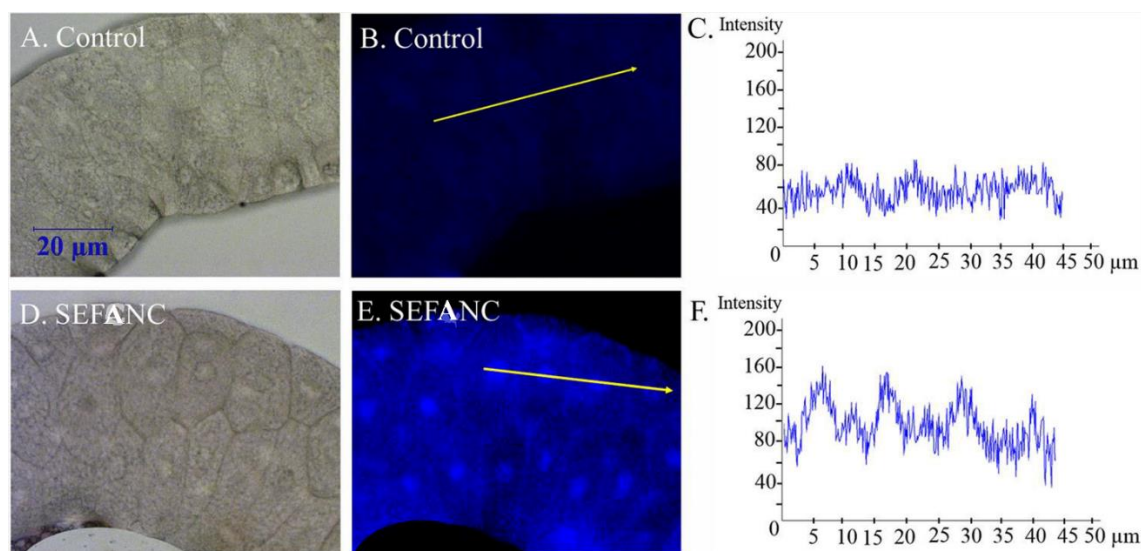 A. Control
20 μm
B. Control
C.
Intensity
200
160
120
80
40
0
5 10 15 20 25 30 35 40 45 50 μm
D. SEFANC
E. SEFANC
F.
Intensity
200
160
120
80
40
0
5 10 15 20 25 30 35 40 45 50 μm